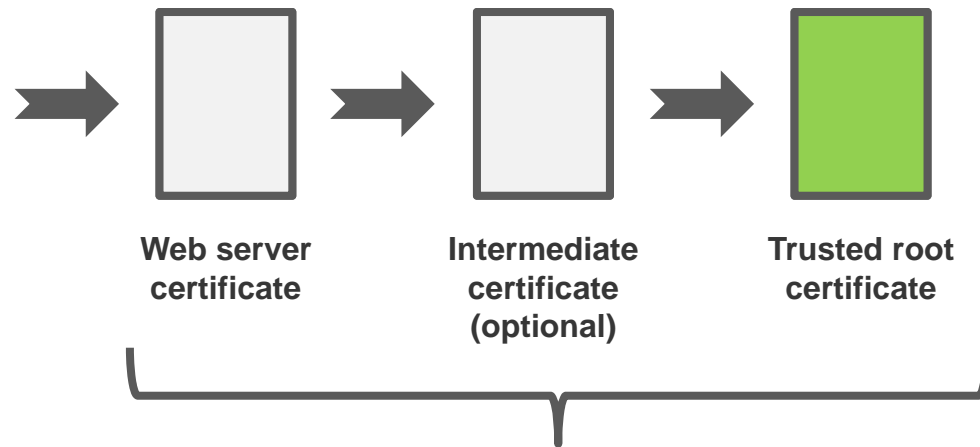 Web server
certificate
Intermediate
certificate
(optional)
Trusted root
certificate